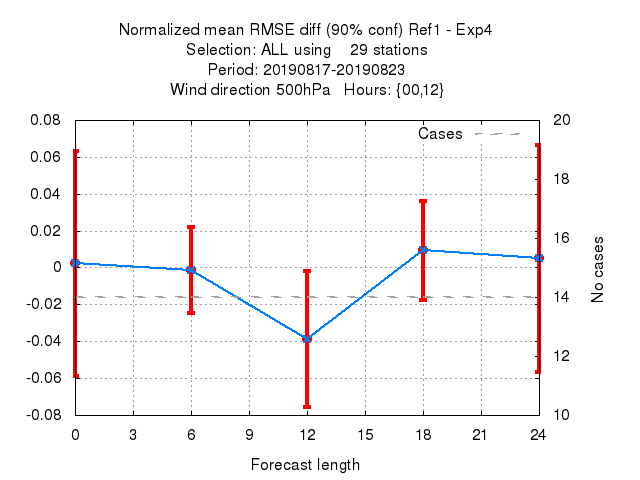 Normalized mean RMSE diff (90% conf) Ref1 - Exp4
Selection: ALL using    29 stations
Period: 20190817-20190823
Wind direction 500hPa   Hours: {00,12}
Cases
0.08
0.06
0.04
0.02
0
-0.02
-0.04
-0.06
-0.08
20
18
16
14
12
10
No cases
0 3 6 9 12 15 18 21 24
Forecast length